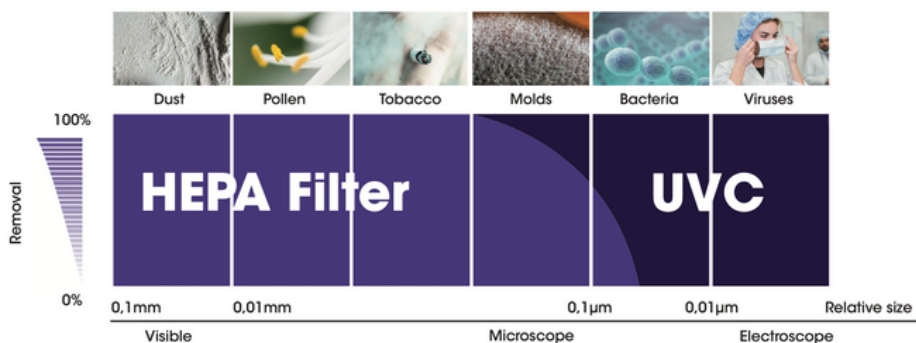 Dust Pollen Tobacco Molds Bacteria Viruses
100%
Removal
HEPA Filter UVC
0%
0,1mm 0,01mm 0,1µm 0,01µm Relative size
Visible Microscope Electroscope